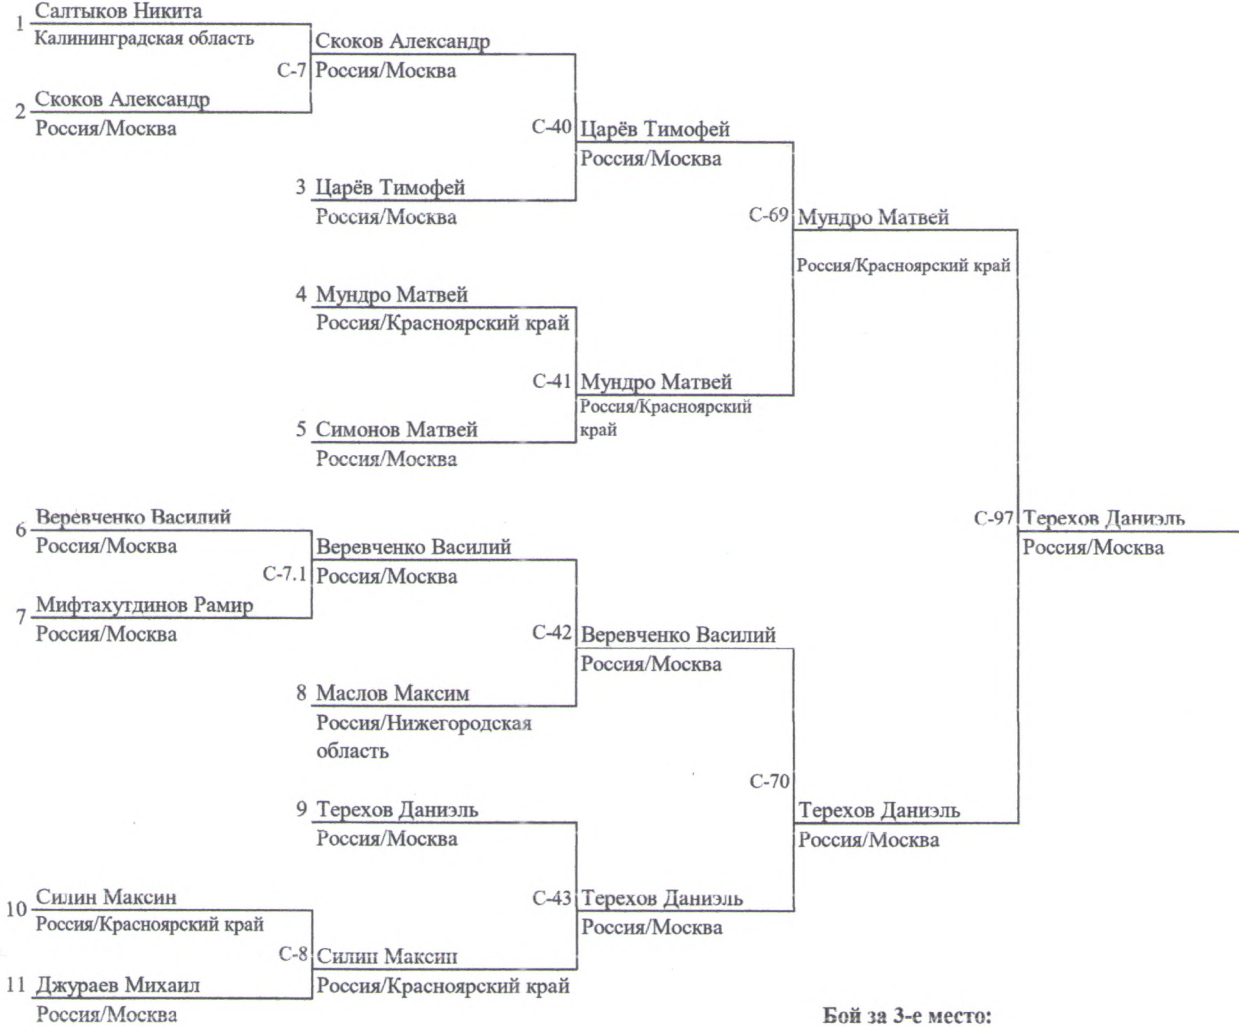 1 Салтыков Никита
Калининградская область
С-7
Скоков Александр
Россия/Москва
2 Скоков Александр
Россия/Москва
С-40
Царёв Тимофей
Россия/Москва
3 Царёв Тимофей
Россия/Москва
С-69
Мундро Матвей
Россия/Красноярский край
4 Мундро Матвей
Россия/Красноярский край
С-41
Мундро Матвей
Россия/Красноярский
край
5 Симонов Матвей
Россия/Москва
С-97
Терехов Даниэль
Россия/Москва
6 Веревченко Василий
Россия/Москва
С-7.1
Веревченко Василий
Россия/Москва
7 Мифтахутдинов Рамир
Россия/Москва
С-42
Веревченко Василий
Россия/Москва
8 Маслов Максим
Россия/Нижегородская
область
С-70
Терехов Даниэль
Россия/Москва
9 Терехов Даниэль
Россия/Москва
С-43
Терехов Даниэль
Россия/Москва
10 Силин Максин
Россия/Красноярский край
С-8
Силин Максин
Россия/Красноярский край
11 Джураев Михаил
Россия/Москва
Бой за 3-е место: